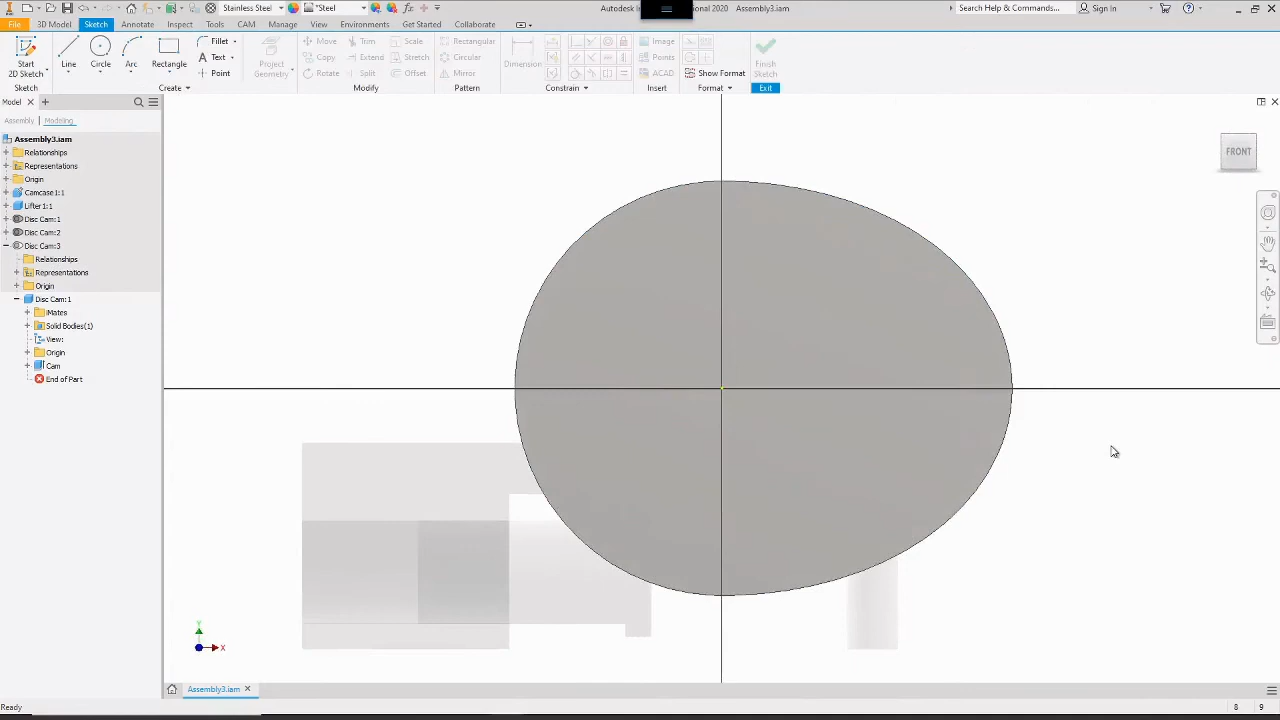 Stainless Steel
Steel
Autodesk In
onal 2020
Assembly3.iam
Search Help & Commands...
Sign In
File
3D Model
Sketch
Annotate
Inspect
Tools
CAM
Manage
View
Environments
Get Started
Collaborate
Start
2D Sketch
Line
Circle
Arc
Rectangle
Fillet
Text
Point
Project
Geometry
Move
Copy
Rotate
Trim
Extend
Split
Scale
Stretch
Offset
Rectangular
Circular
Mirror
Dimension
Image
Points
ACAD
Show Format
Finish
Sketch
Sketch
Create
Modify
Pattern
Constrain
Insert
Format
Exit
Model
Assembly
Modeling
Assembly3.iam
Relationships
Representations
Origin
Camcase1:1
Lifter1:1
Disc Cam:1
Disc Cam:2
Disc Cam:3
Relationships
Representations
Origin
Disc Cam:1
iMates
Solid Bodies(1)
View:
Origin
Cam
End of Part
FRONT
Y
X
Assembly3.iam
Ready
8
9